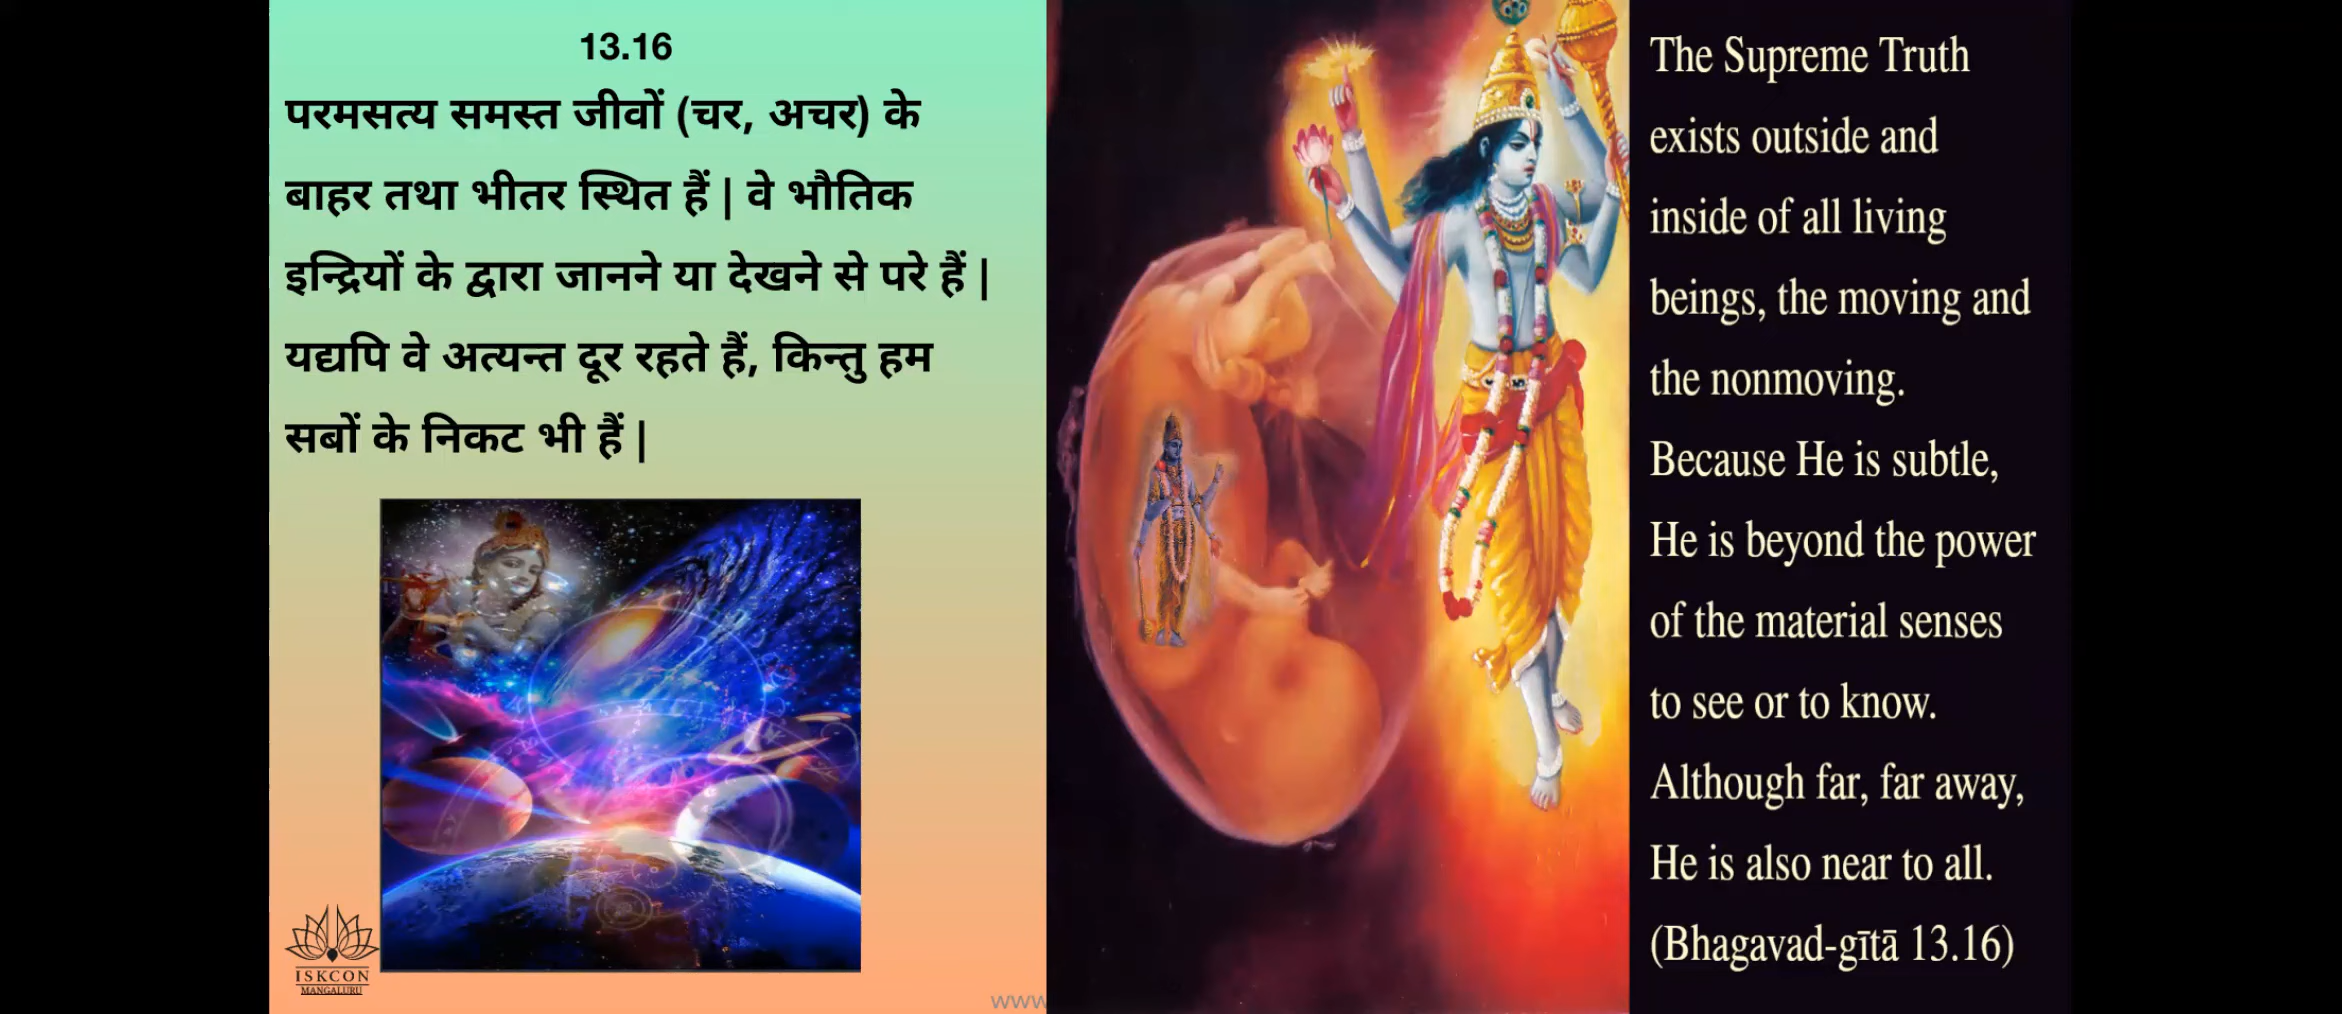 13.16
परमसत्य समस्त जीवों (चर, अचर) के
बाहर तथा भीतर स्थित हैं | वे भौतिक
इन्द्रियों के द्वारा जानने या देखने से परे हैं |
यद्यपि वे अत्यन्त दूर रहते हैं, किन्तु हम
सबों के निकट भी हैं |
ISKCON
MANGALURU
www
The Supreme Truth
exists outside and
inside of all living
beings, the moving and
the nonmoving.
Because He is subtle,
He is beyond the power
of the material senses
to see or to know.
Although far, far away,
He is also near to all.
(Bhagavad-gītā 13.16)